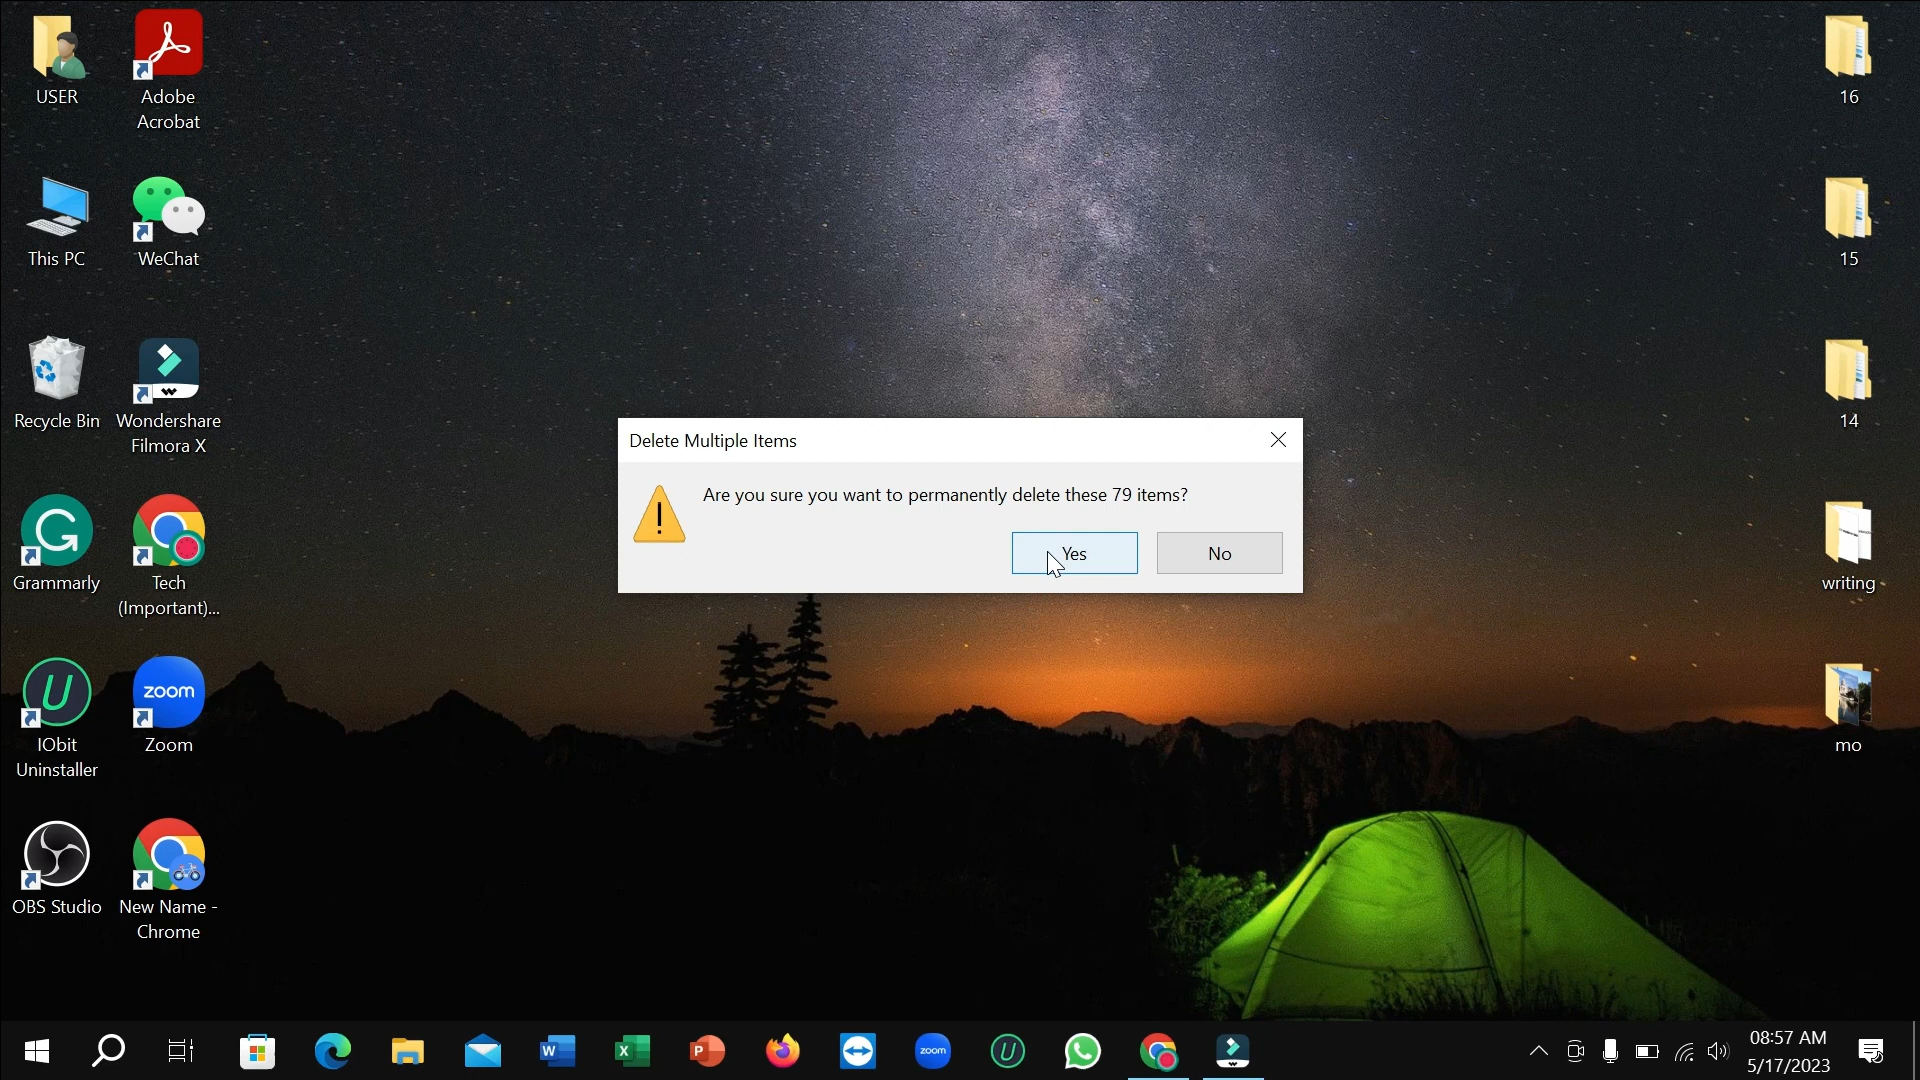 USER
Adobe
Acrobat
This PC
WeChat
Recycle Bin
Wondershare
Filmora X
Grammarly
Tech
(Important)...
IObit
Uninstaller
zoom
Zoom
OBS Studio
New Name -
Chrome
16
15
14
writing
mo
Delete Multiple Items
Are you sure you want to permanently delete these 79 items?
Yes
No
zoom
08:57 AM
5/17/2023